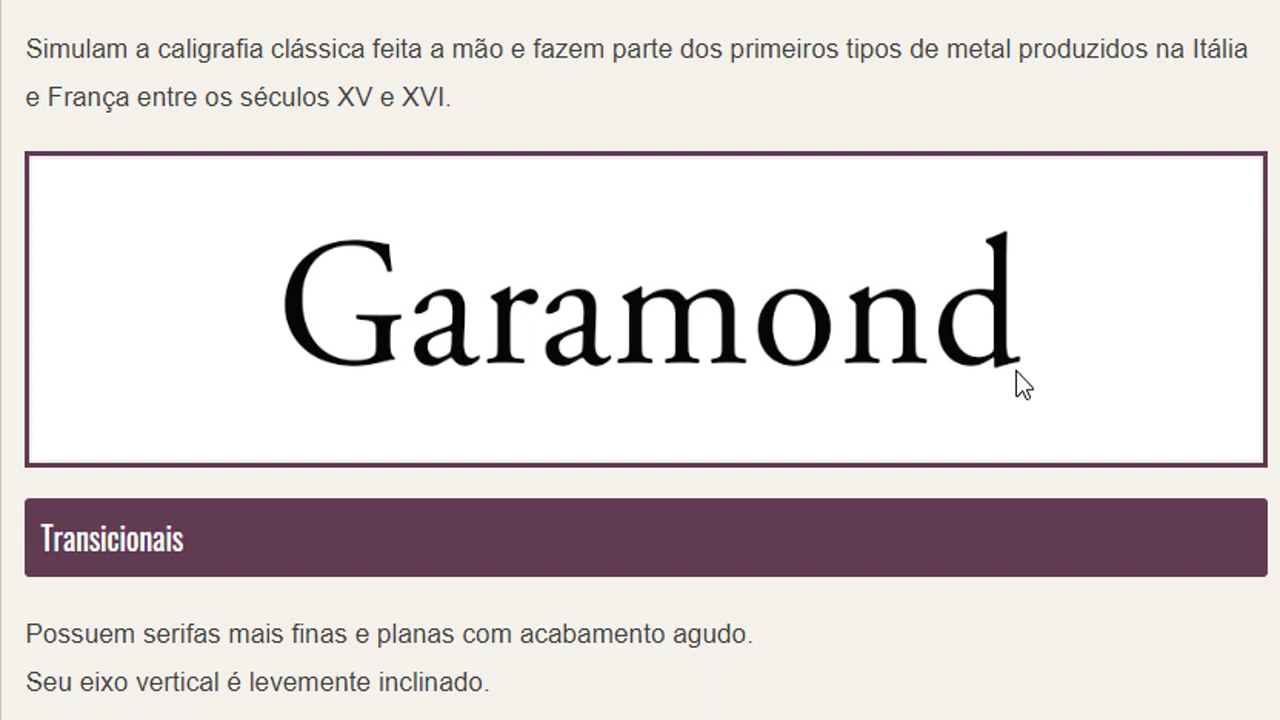 Simulam a caligrafia clássica feita a mão e fazem parte dos primeiros tipos de metal produzidos na Itália
e França entre os séculos XV e XVI.
Garamond
Transicionais
Possuem serifas mais finas e planas com acabamento agudo.
Seu eixo vertical é levemente inclinado.